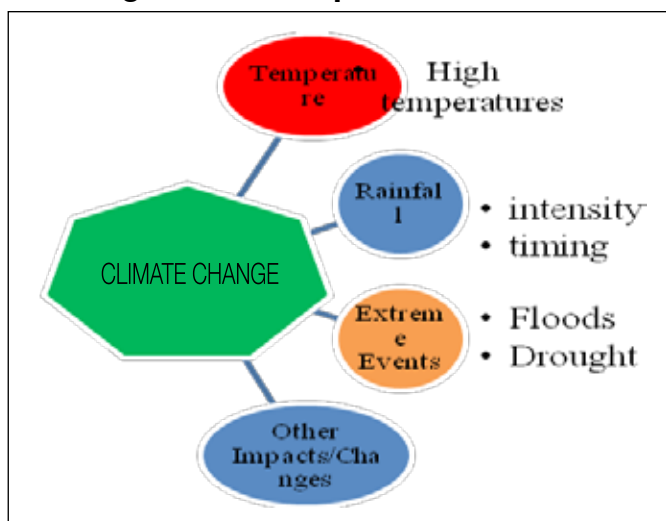 Temperatu
re
• High
temperatures
Rainfal
l
• intensity
• timing
CLIMATE CHANGE
Extrem
e
Events
• Floods
• Drought
Other
Impacts/Cha
nges